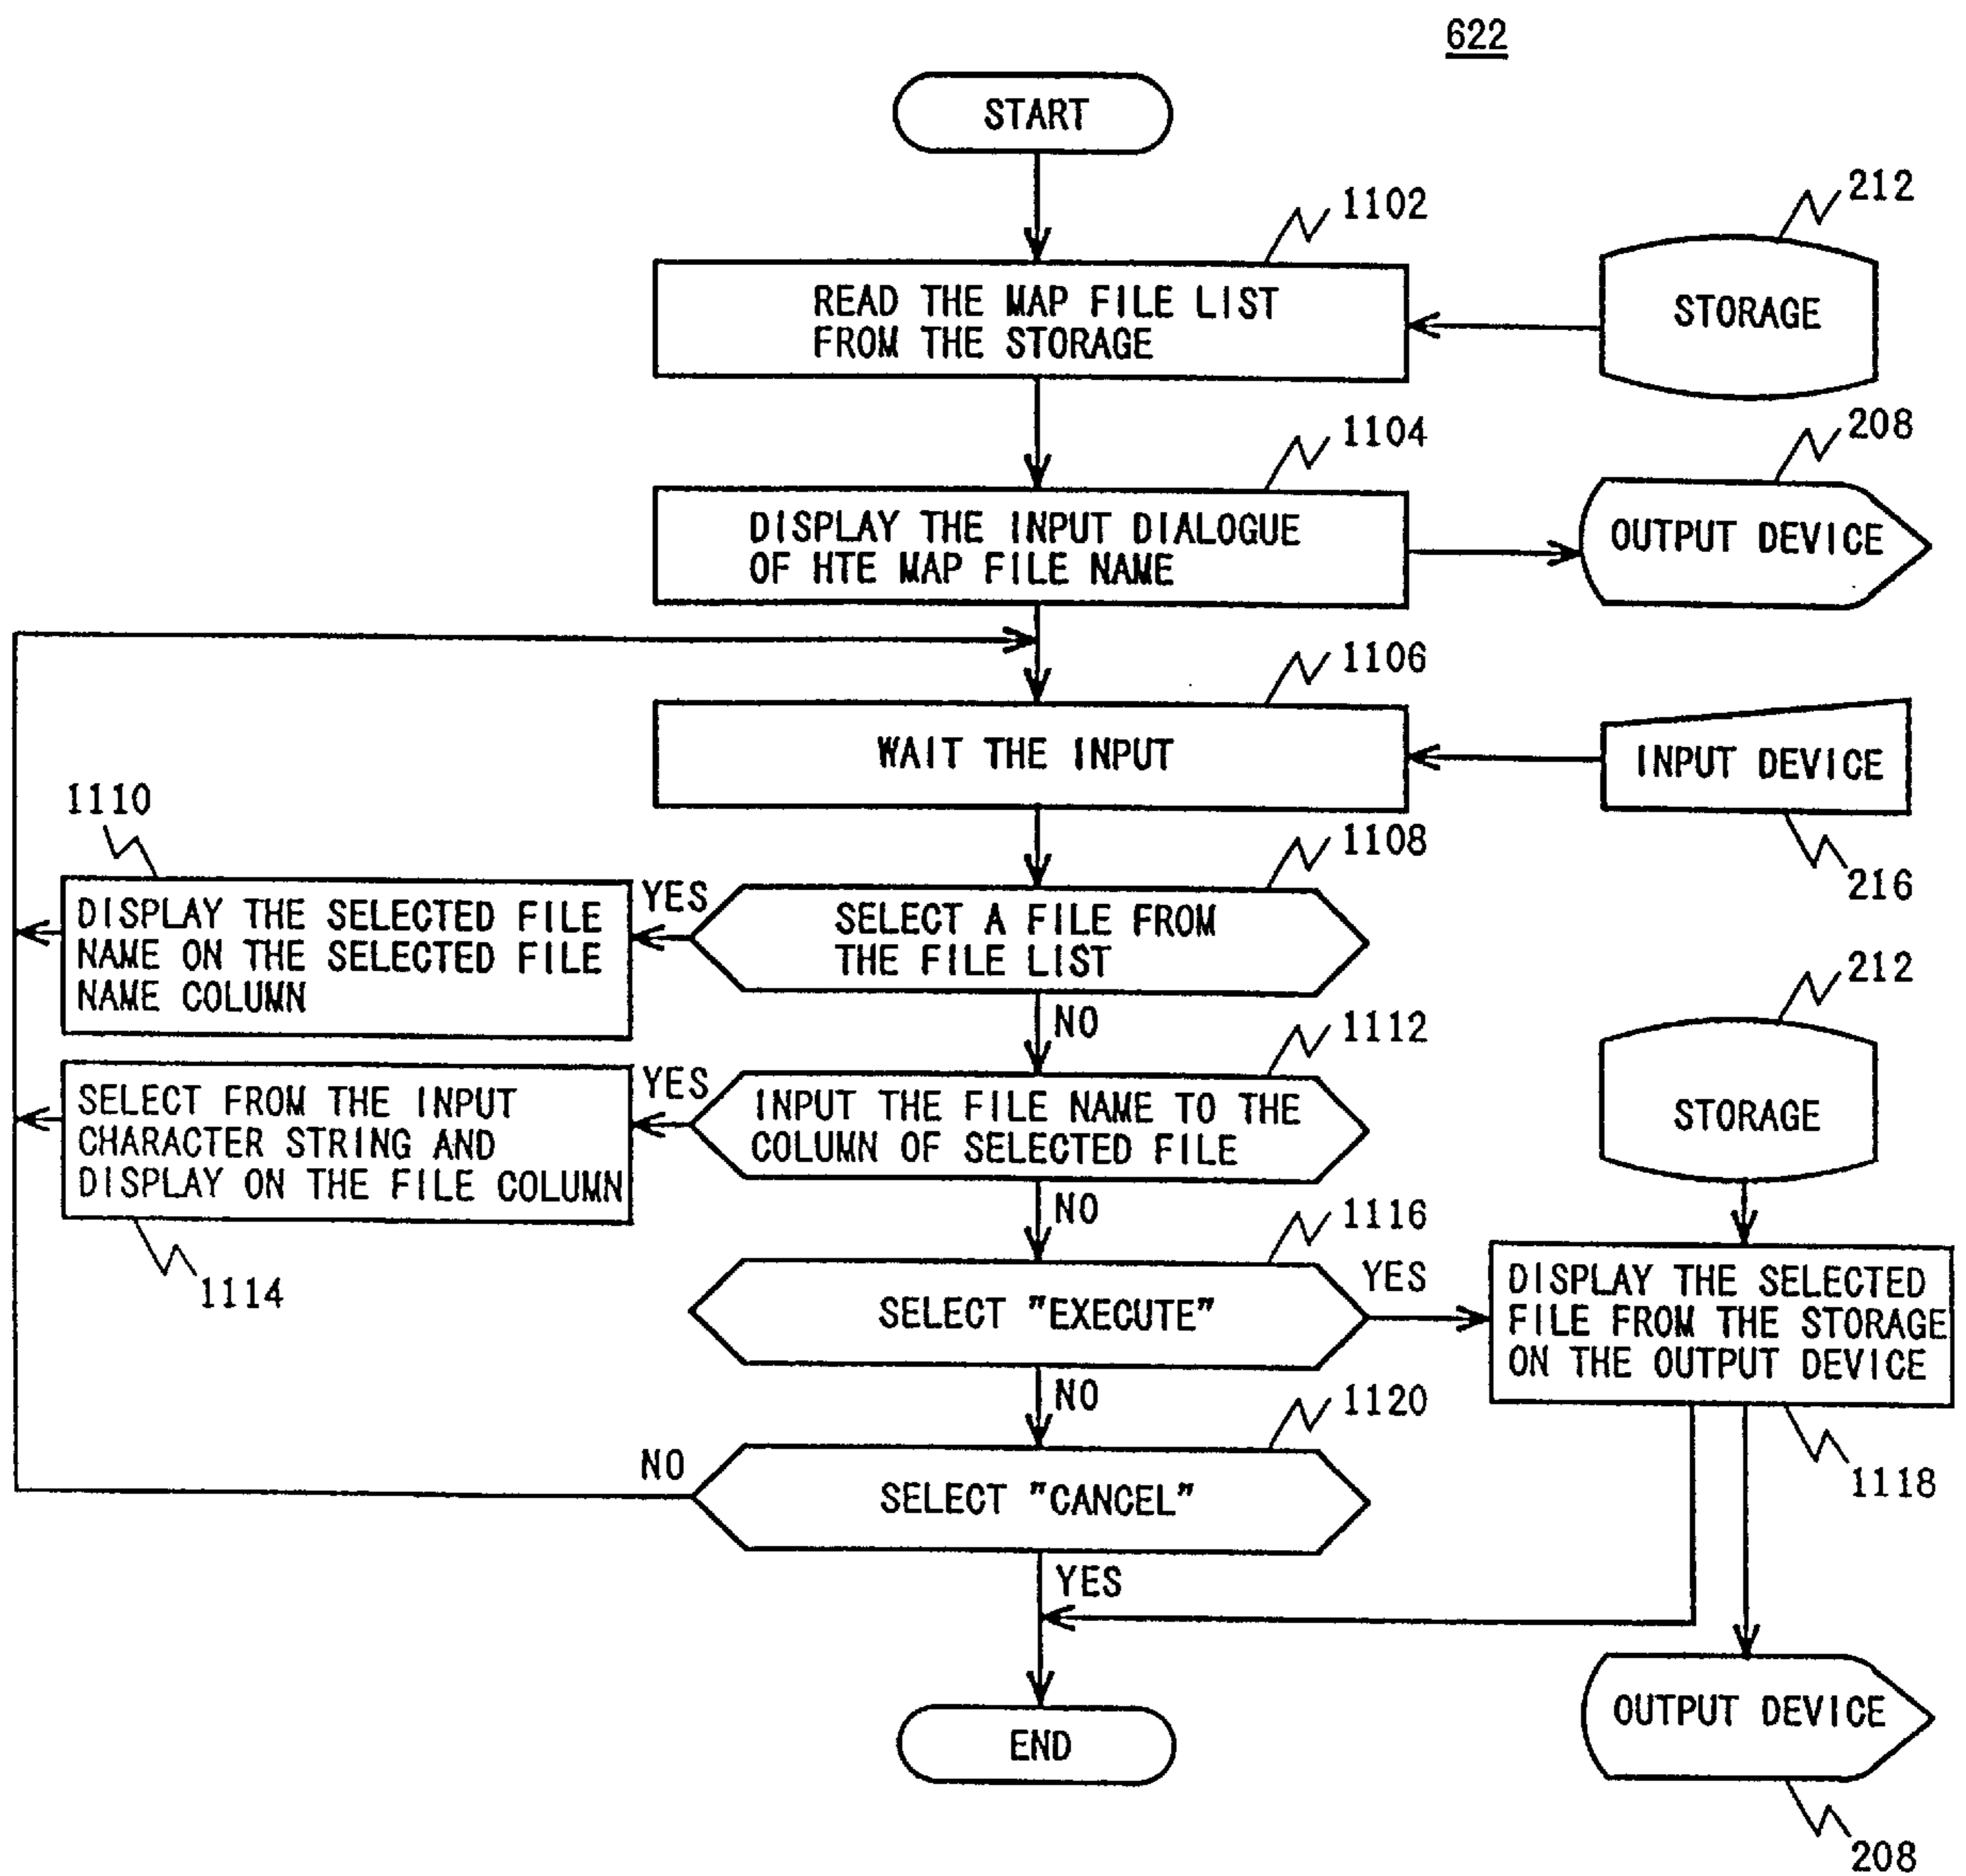 622
START
1102
212
READ THE MAP FILE LIST
FROM THE STORAGE
STORAGE
1104
208
DISPLAY THE INPUT DIALOGUE
OF HTE MAP FILE NAME
OUTPUT DEVICE
1106
WAIT THE INPUT
INPUT DEVICE
216
1108
1110
SELECT A FILE FROM
THE FILE LIST
YES
DISPLAY THE SELECTED FILE
NAME ON THE SELECTED FILE
NAME COLUMN
NO
1112
212
INPUT THE FILE NAME TO THE
COLUMN OF SELECTED FILE
YES
SELECT FROM THE INPUT
CHARACTER STRING AND
DISPLAY ON THE FILE COLUMN
1114
STORAGE
NO
1116
SELECT "EXECUTE"
YES
DISPLAY THE SELECTED
FILE FROM THE STORAGE
ON THE OUTPUT DEVICE
1118
NO
1120
SELECT "CANCEL"
NO
YES
END
OUTPUT DEVICE
208